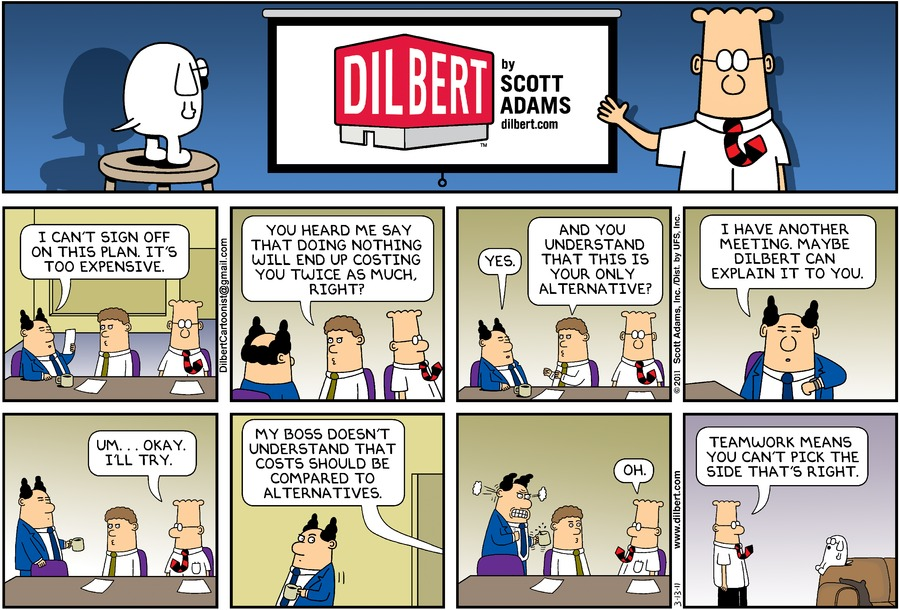 DILBERT
TM
by
SCOTT
ADAMS
dilbert.com
I CAN'T SIGN OFF
ON THIS PLAN. IT'S
TOO EXPENSIVE.
DilbertCartoonist@gmail.com
YOU HEARD ME SAY
THAT DOING NOTHING
WILL END UP COSTING
YOU TWICE AS MUCH,
RIGHT?
YES.
AND YOU
UNDERSTAND
THAT THIS IS
YOUR ONLY
ALTERNATIVE?
© 2011 Scott Adams, Inc. /Dist. by UFS, Inc.
I HAVE ANOTHER
MEETING. MAYBE
DILBERT CAN
EXPLAIN IT TO YOU.
UM. . . OKAY.
I'LL TRY.
MY BOSS DOESN'T
UNDERSTAND THAT
COSTS SHOULD BE
COMPARED TO
ALTERNATIVES.
OH.
3-13-11
www.dilbert.com
TEAMWORK MEANS
YOU CAN'T PICK THE
SIDE THAT'S RIGHT.